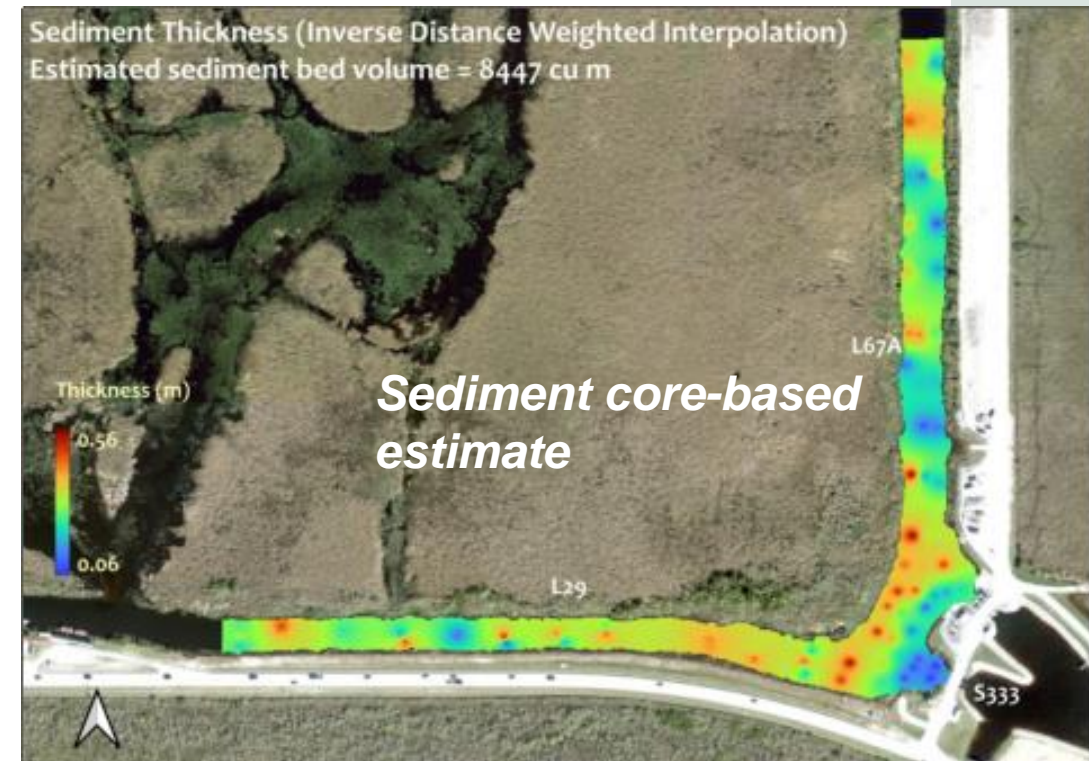 Sediment Thickness (Inverse Distance Weighted Interpolation)
Estimated sediment bed volume = 8447 cu m
L67A
Thickness (m)
Sediment core-based
estimate
0.56
0.06
L29
S333